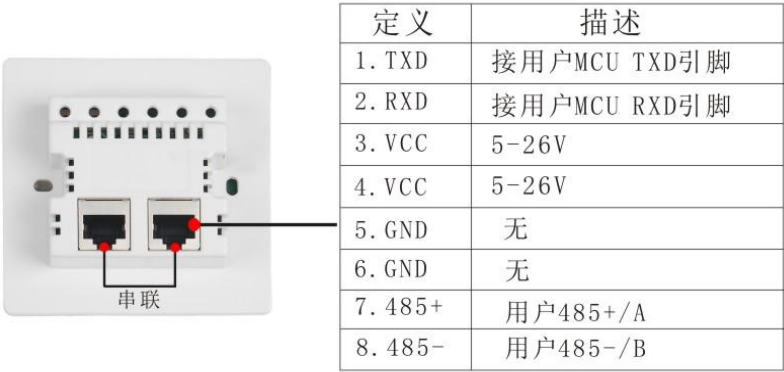 定义 描述
1.TXD 接用户MCU TXD引脚
2.RXD 接用户MCU RXD引脚
3.VCC 5-26V
4.VCC 5-26V
5.GND 无
6.GND 无
7.485+ 用户485+/A
8.485- 用户485-/B
串联